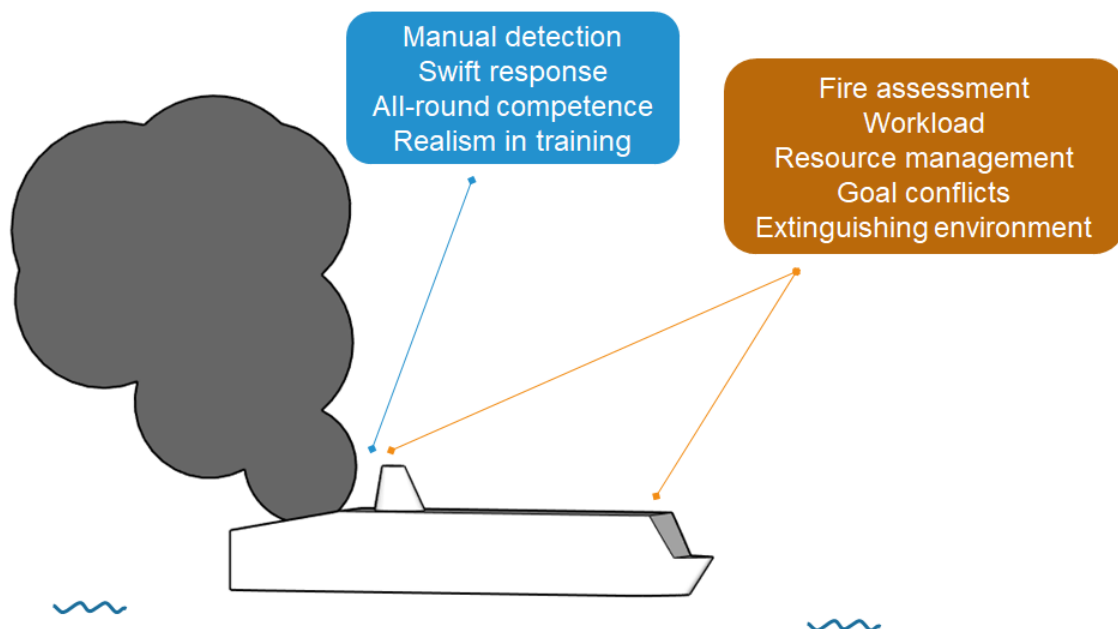 Manual detection
Swift response
All-round competence
Realism in training
Fire assessment
Workload
Resource management
Goal conflicts
Extinguishing environment